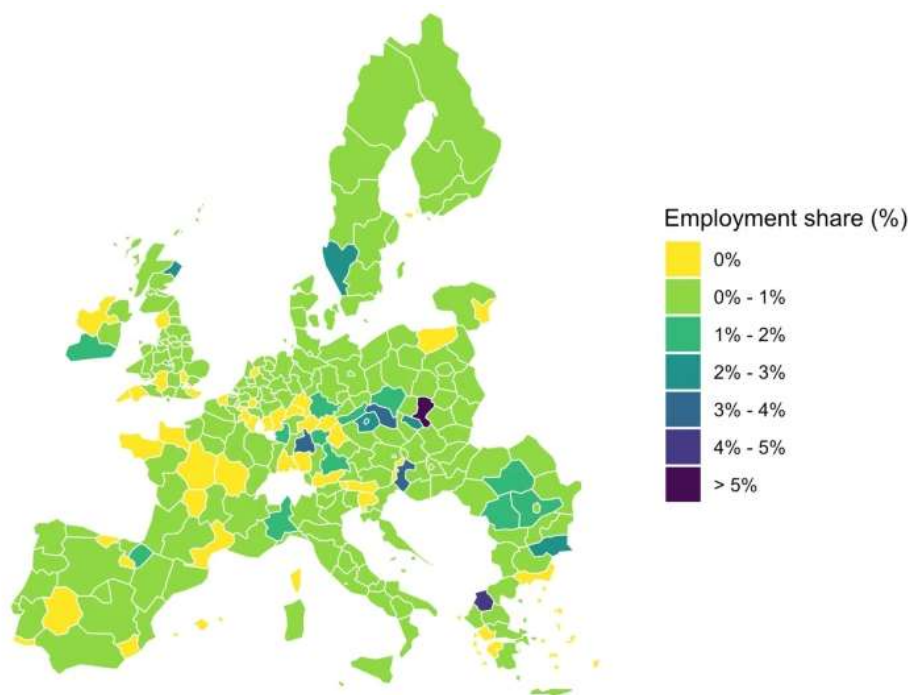 Employment share (%)
0%
0% - 1%
1% - 2%
2% - 3%
3% - 4%
4% - 5%
> 5%